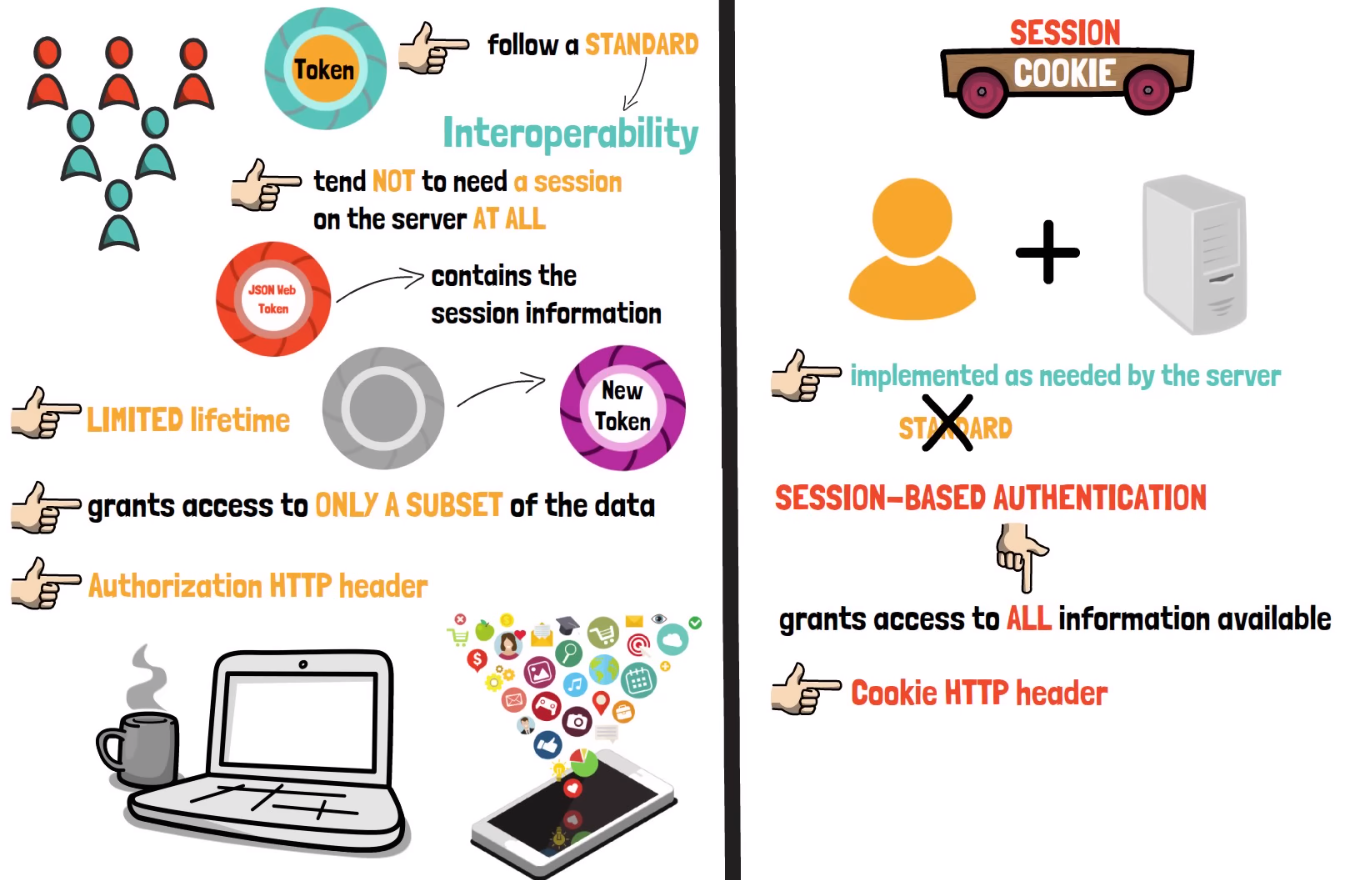 Token
follow a STANDARD
Interoperability
tend NOT to need a session
on the server AT ALL
JSON Web
Token
contains the
session information
LIMITED lifetime
New
Token
grants access to ONLY A SUBSET of the data
Authorization HTTP header
SESSION
COOKIE
implemented as needed by the server
STANDARD
SESSION-BASED AUTHENTICATION
grants access to ALL information available
Cookie HTTP header